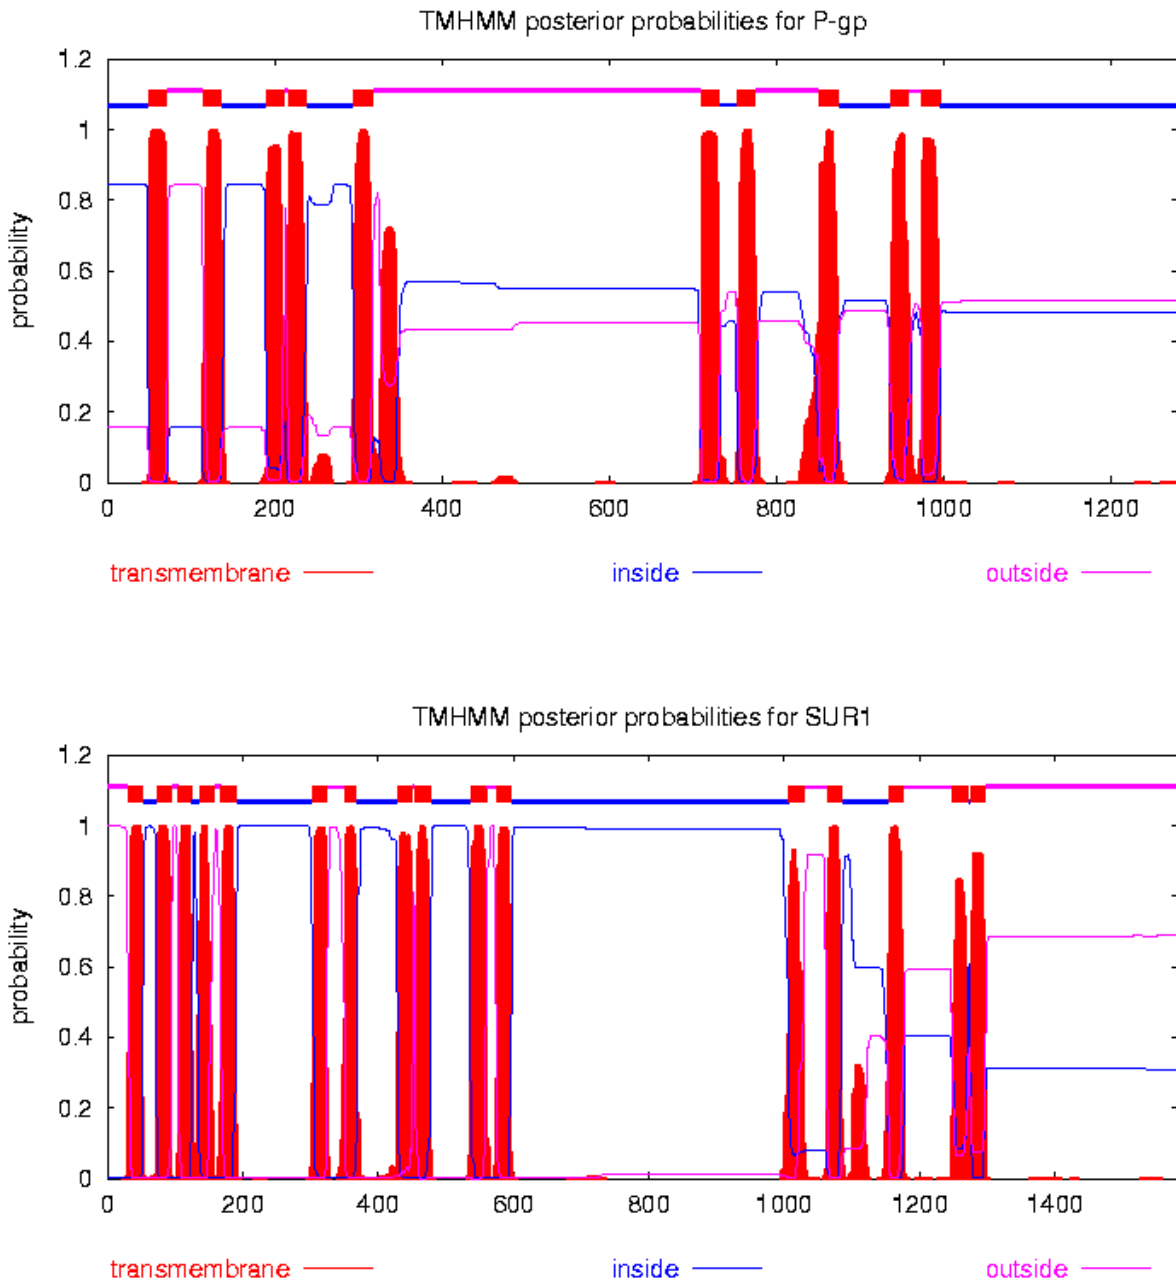 TMHMM posterior probabilities for P-gp
1.2
1
0.8
0.6
0.4
0.2
0
probability
0 200 400 600 800 1000 1200
transmembrane inside outside
TMHMM posterior probabilities for SUR1
1.2
1
0.8
0.6
0.4
0.2
0
probability
0 200 400 600 800 1000 1200 1400
transmembrane inside outside